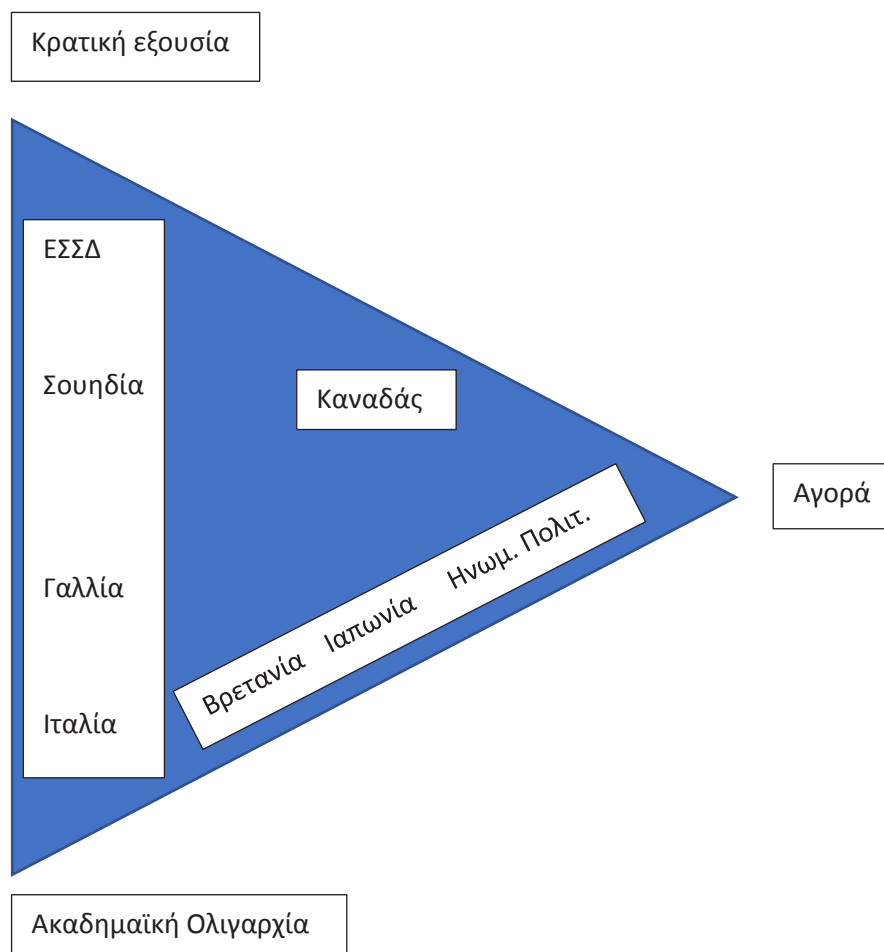 Κρατική εξουσία
ΕΣΣΔ
Σουηδία
Καναδάς
Αγορά
Γαλλία
Βρετανία Ιαπωνία Ηνωμ. Πολιτ.
Ιταλία
Ακαδημαϊκή Ολιγαρχία